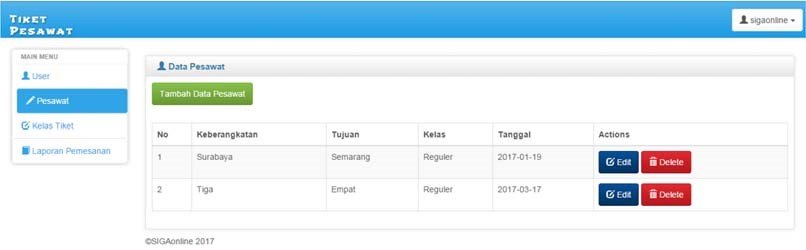 TIKET
PESAWAT
sigaonline
MAIN MENU
User
Pesawat
Kelas Tiket
Laporan Pemesanan
Data Pesawat
Tambah Data Pesawat
No Keberangkatan Tujuan Kelas Tanggal Actions
1 Surabaya Semarang Reguler 2017-01-19 Edit Delete
2 Tiga Empat Reguler 2017-03-17 Edit Delete
©SIGAonline 2017